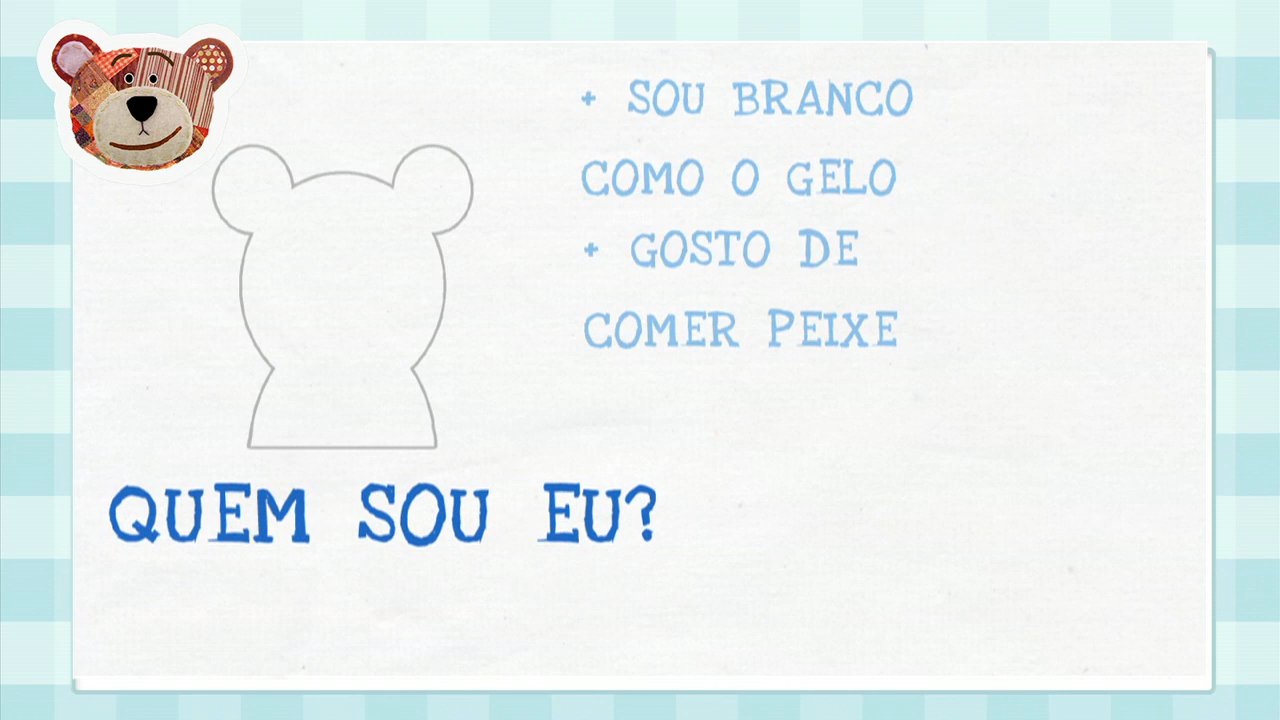 + SOU BRANCO
COMO O GELO
+ GOSTO DE
COMER PEIXE
QUEM SOU EU?